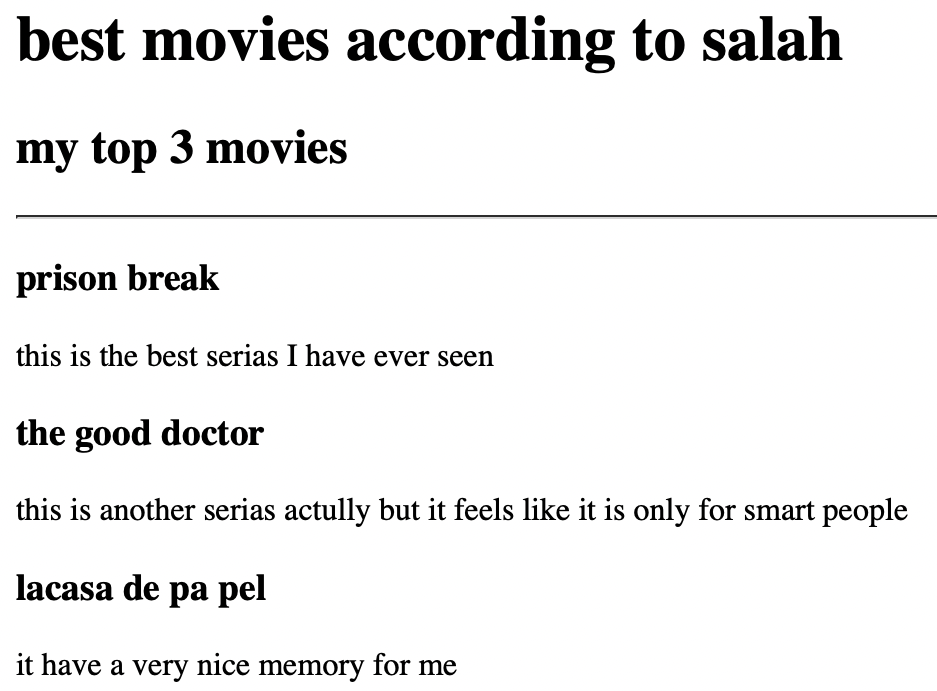 best movies according to salah
my top 3 movies
prison break
this is the best serias I have ever seen
the good doctor
this is another serias actully but it feels like it is only for smart people
lacasa de pa pel
it have a very nice memory for me